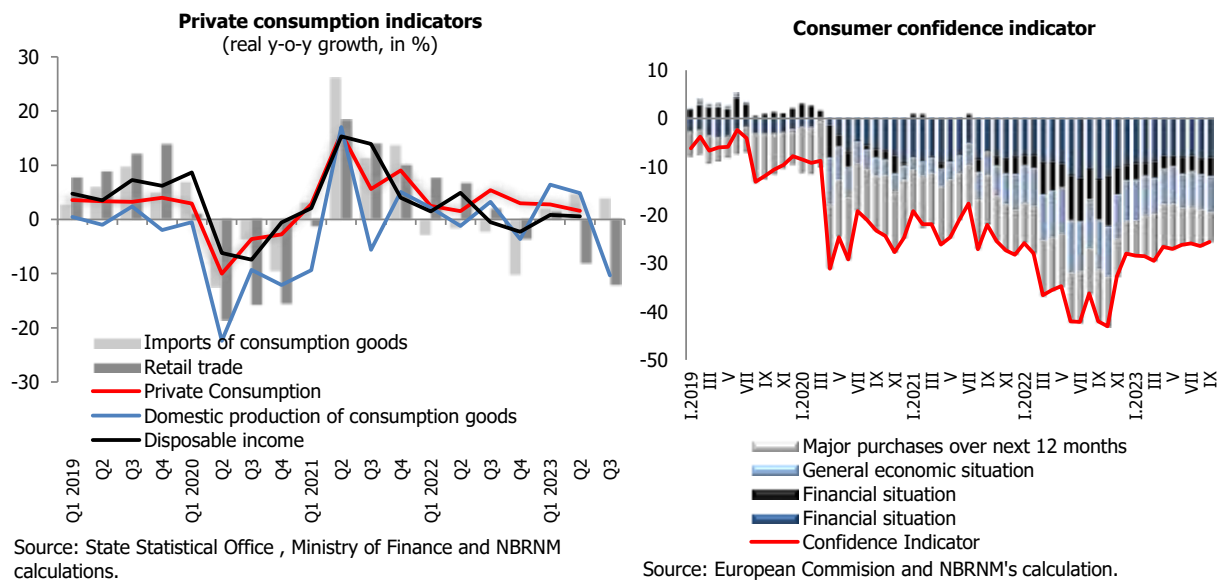 Private consumption indicators
(real y-o-y growth, in %)
30
20
10
0
-10
-20
-30
Imports of consumption goods
Retail trade
Private Consumption
Domestic production of consumption goods
Disposable income
Q1 2019
Q2
Q3
Q4
Q1 2020
Q2
Q3
Q4
Q1 2021
Q2
Q3
Q4
Q1 2022
Q2
Q3
Q4
Q1 2023
Q2
Q3
Source: State Statistical Office , Ministry of Finance and NBRNM
calculations.
Consumer confidence indicator
10
0
-10
-20
-30
-40
-50
I.2019
III
V
VII
IX
XI
I.2020
III
V
VII
IX
XI
I.2021
III
V
VII
IX
XI
I.2022
III
V
VII
IX
XI
I.2023
III
V
VII
IX
Major purchases over next 12 months
General economic situation
Financial situation
Financial situation
Confidence Indicator
Source: European Commision and NBRNM's calculation.